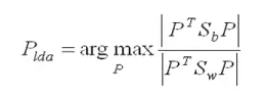 P_lda = arg max_P |P^T S_b P| / |P^T S_w P|